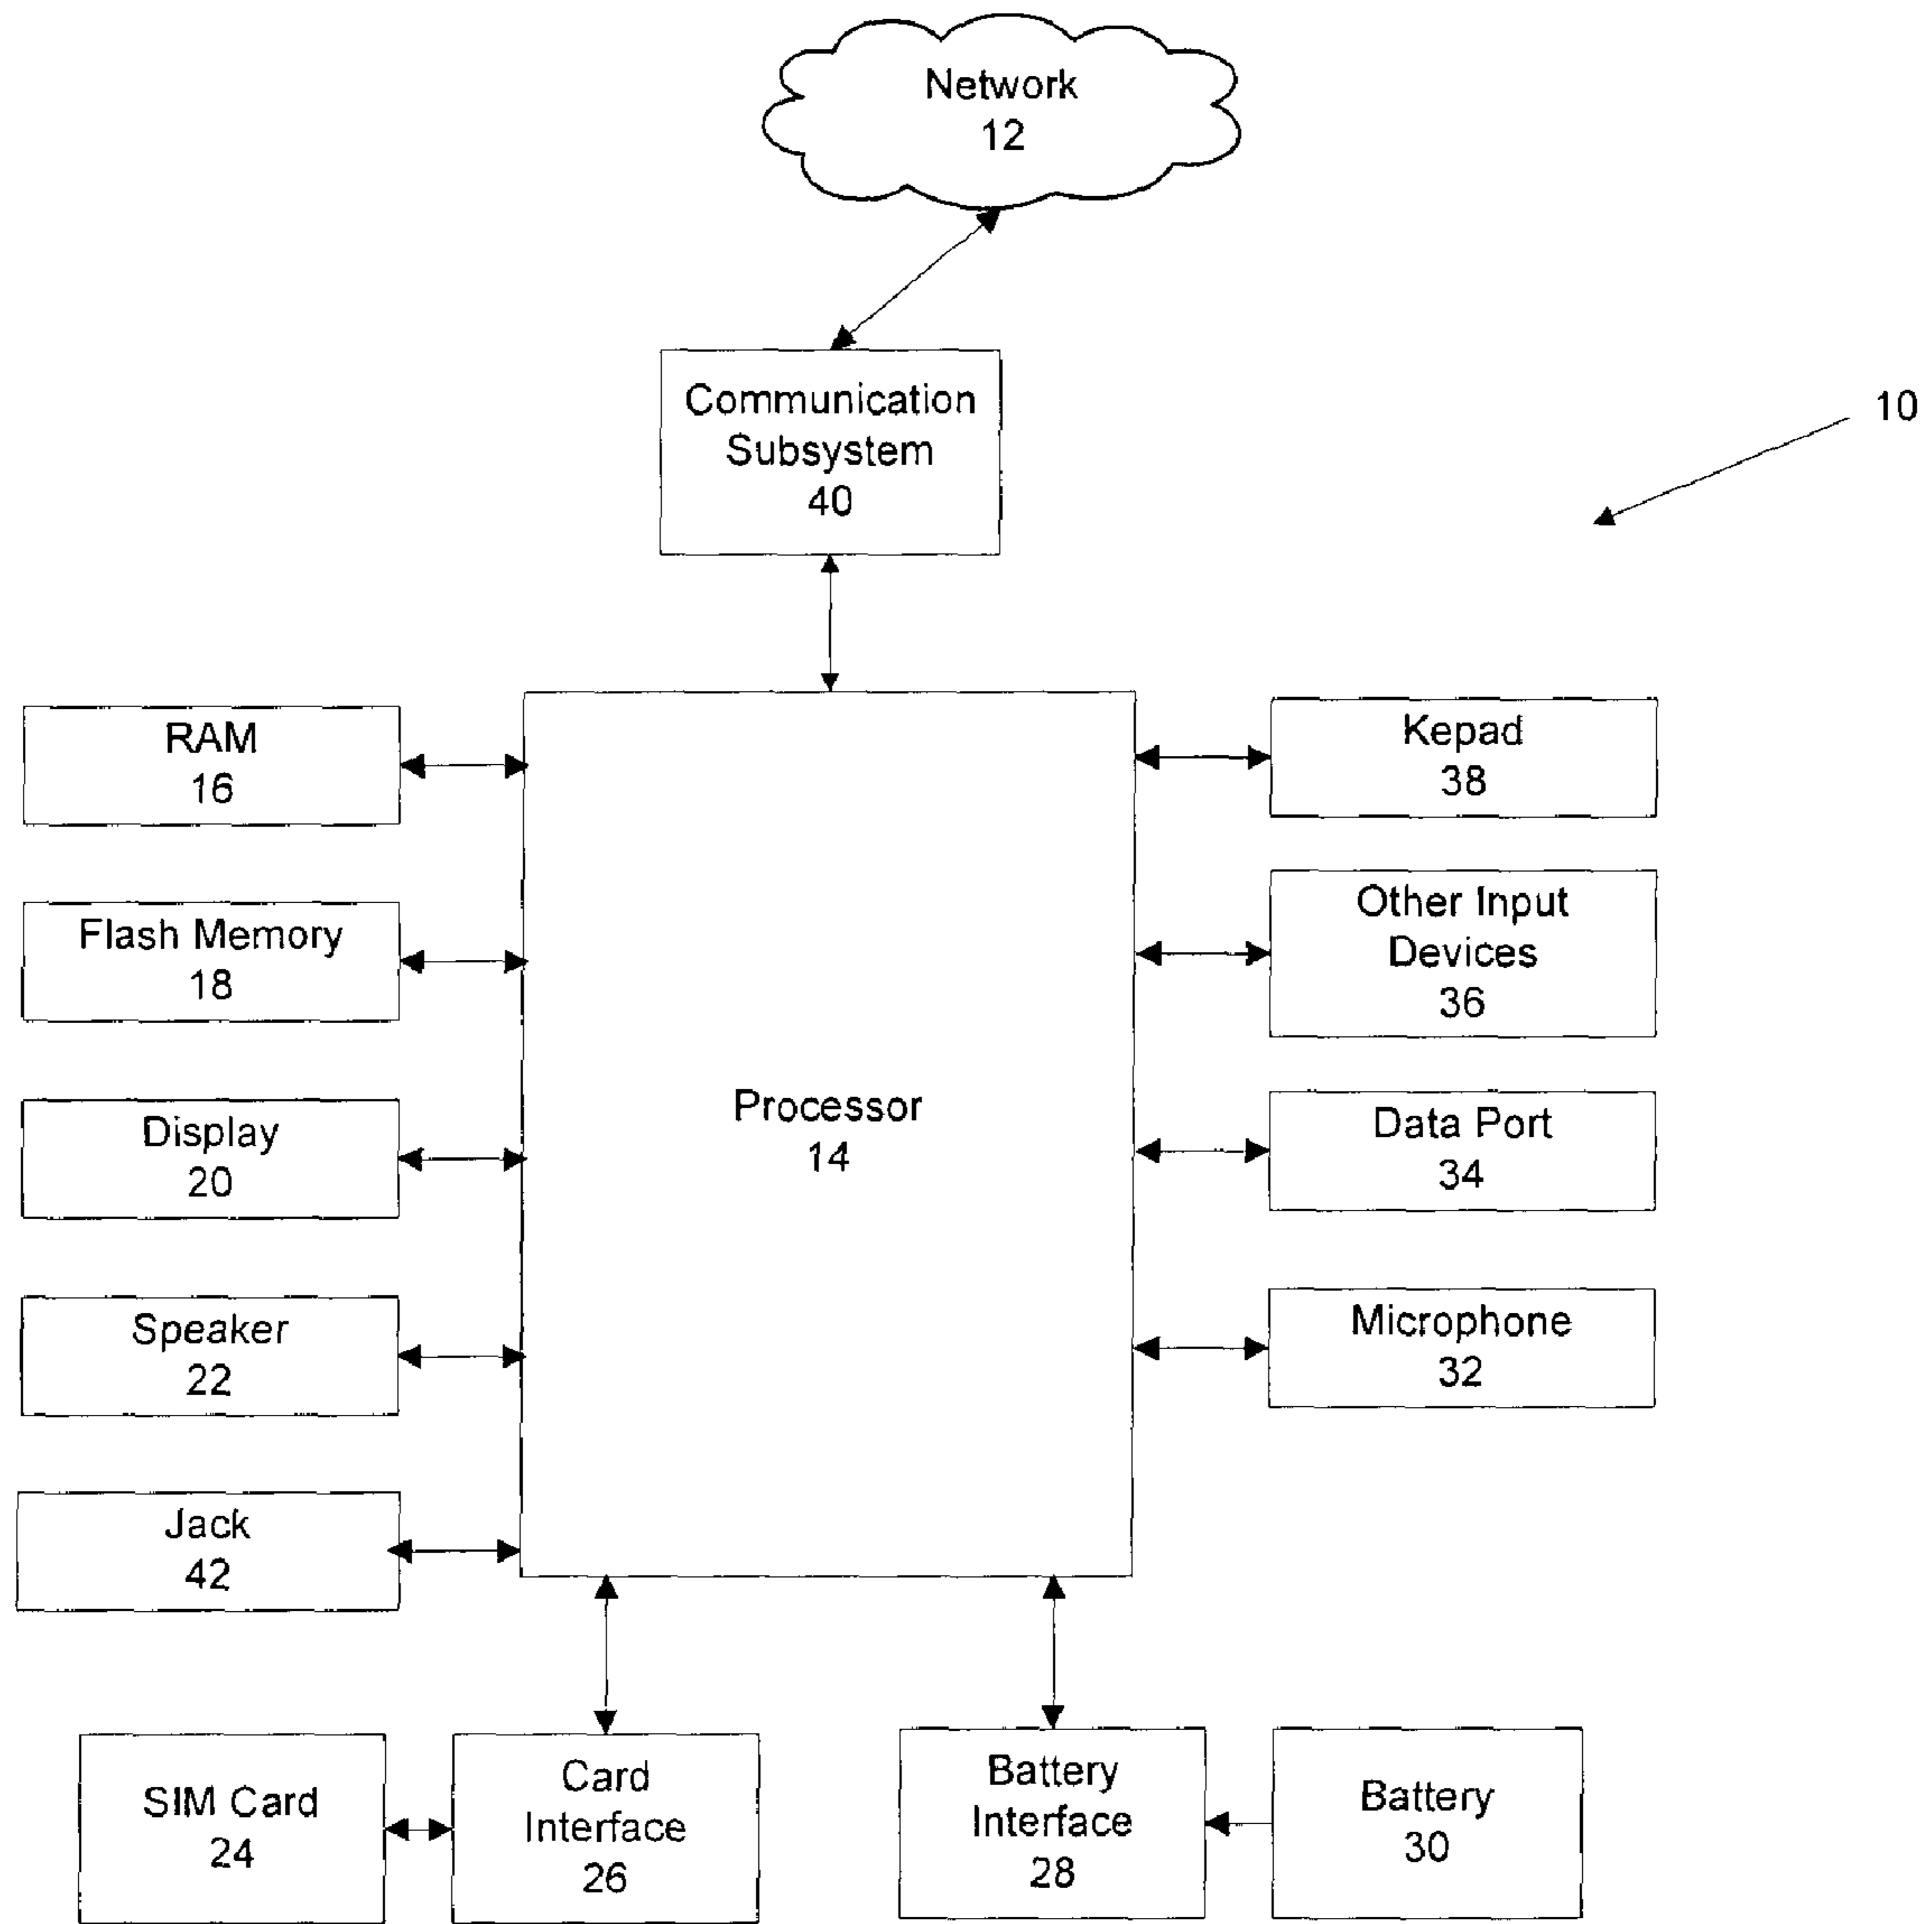 Network
12
Communication
Subsystem
40
10
RAM
16
Flash Memory
18
Display
20
Speaker
22
Jack
42
Processor
14
Kepad
38
Other Input
Devices
36
Data Port
34
Microphone
32
SIM Card
24
Card
Interface
26
Battery
Interface
28
Battery
30